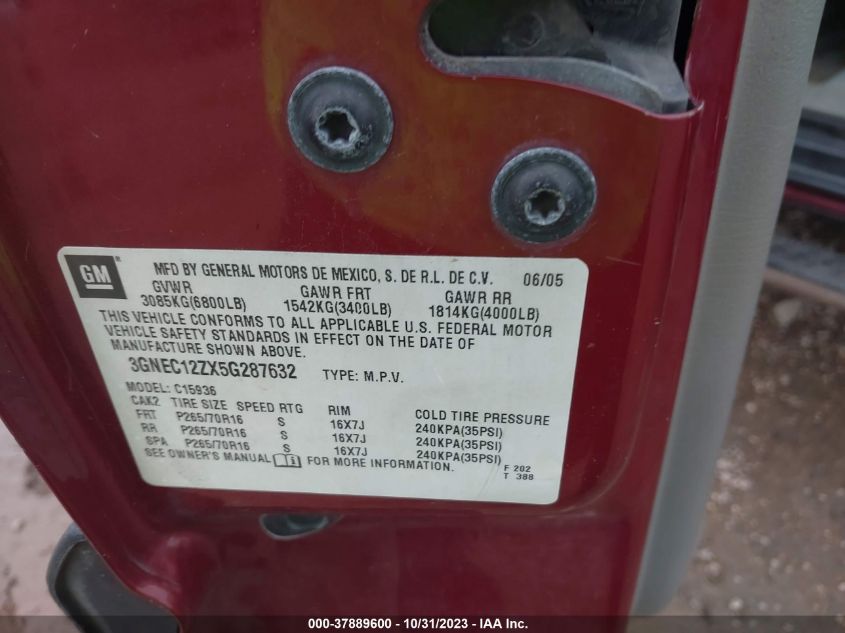 GM ® MFD BY GENERAL MOTORS DE MEXICO, S. DE R.L. DE C.V. 06/05
GVWR GAWR FRT GAWR RR
3085KG(6800LB) 1542KG(3400LB) 1814KG(4000LB)
THIS VEHICLE CONFORMS TO ALL APPLICABLE U.S. FEDERAL MOTOR
VEHICLE SAFETY STANDARDS IN EFFECT ON THE DATE OF
MANUFACTURE SHOWN ABOVE.
3GNEC12ZX5G287632 TYPE: M.P.V.
MODEL: C15936
CAK2 TIRE SIZE SPEED RTG RIM COLD TIRE PRESSURE
FRT P265/70R16 S 16X7J 240KPA(35PSI)
RR P265/70R16 S 16X7J 240KPA(35PSI)
SPA P265/70R16 S 16X7J 240KPA(35PSI)
SEE OWNER'S MANUAL i FOR MORE INFORMATION.
F 202
T 388
000-37889600 - 10/31/2023 - IAA Inc.